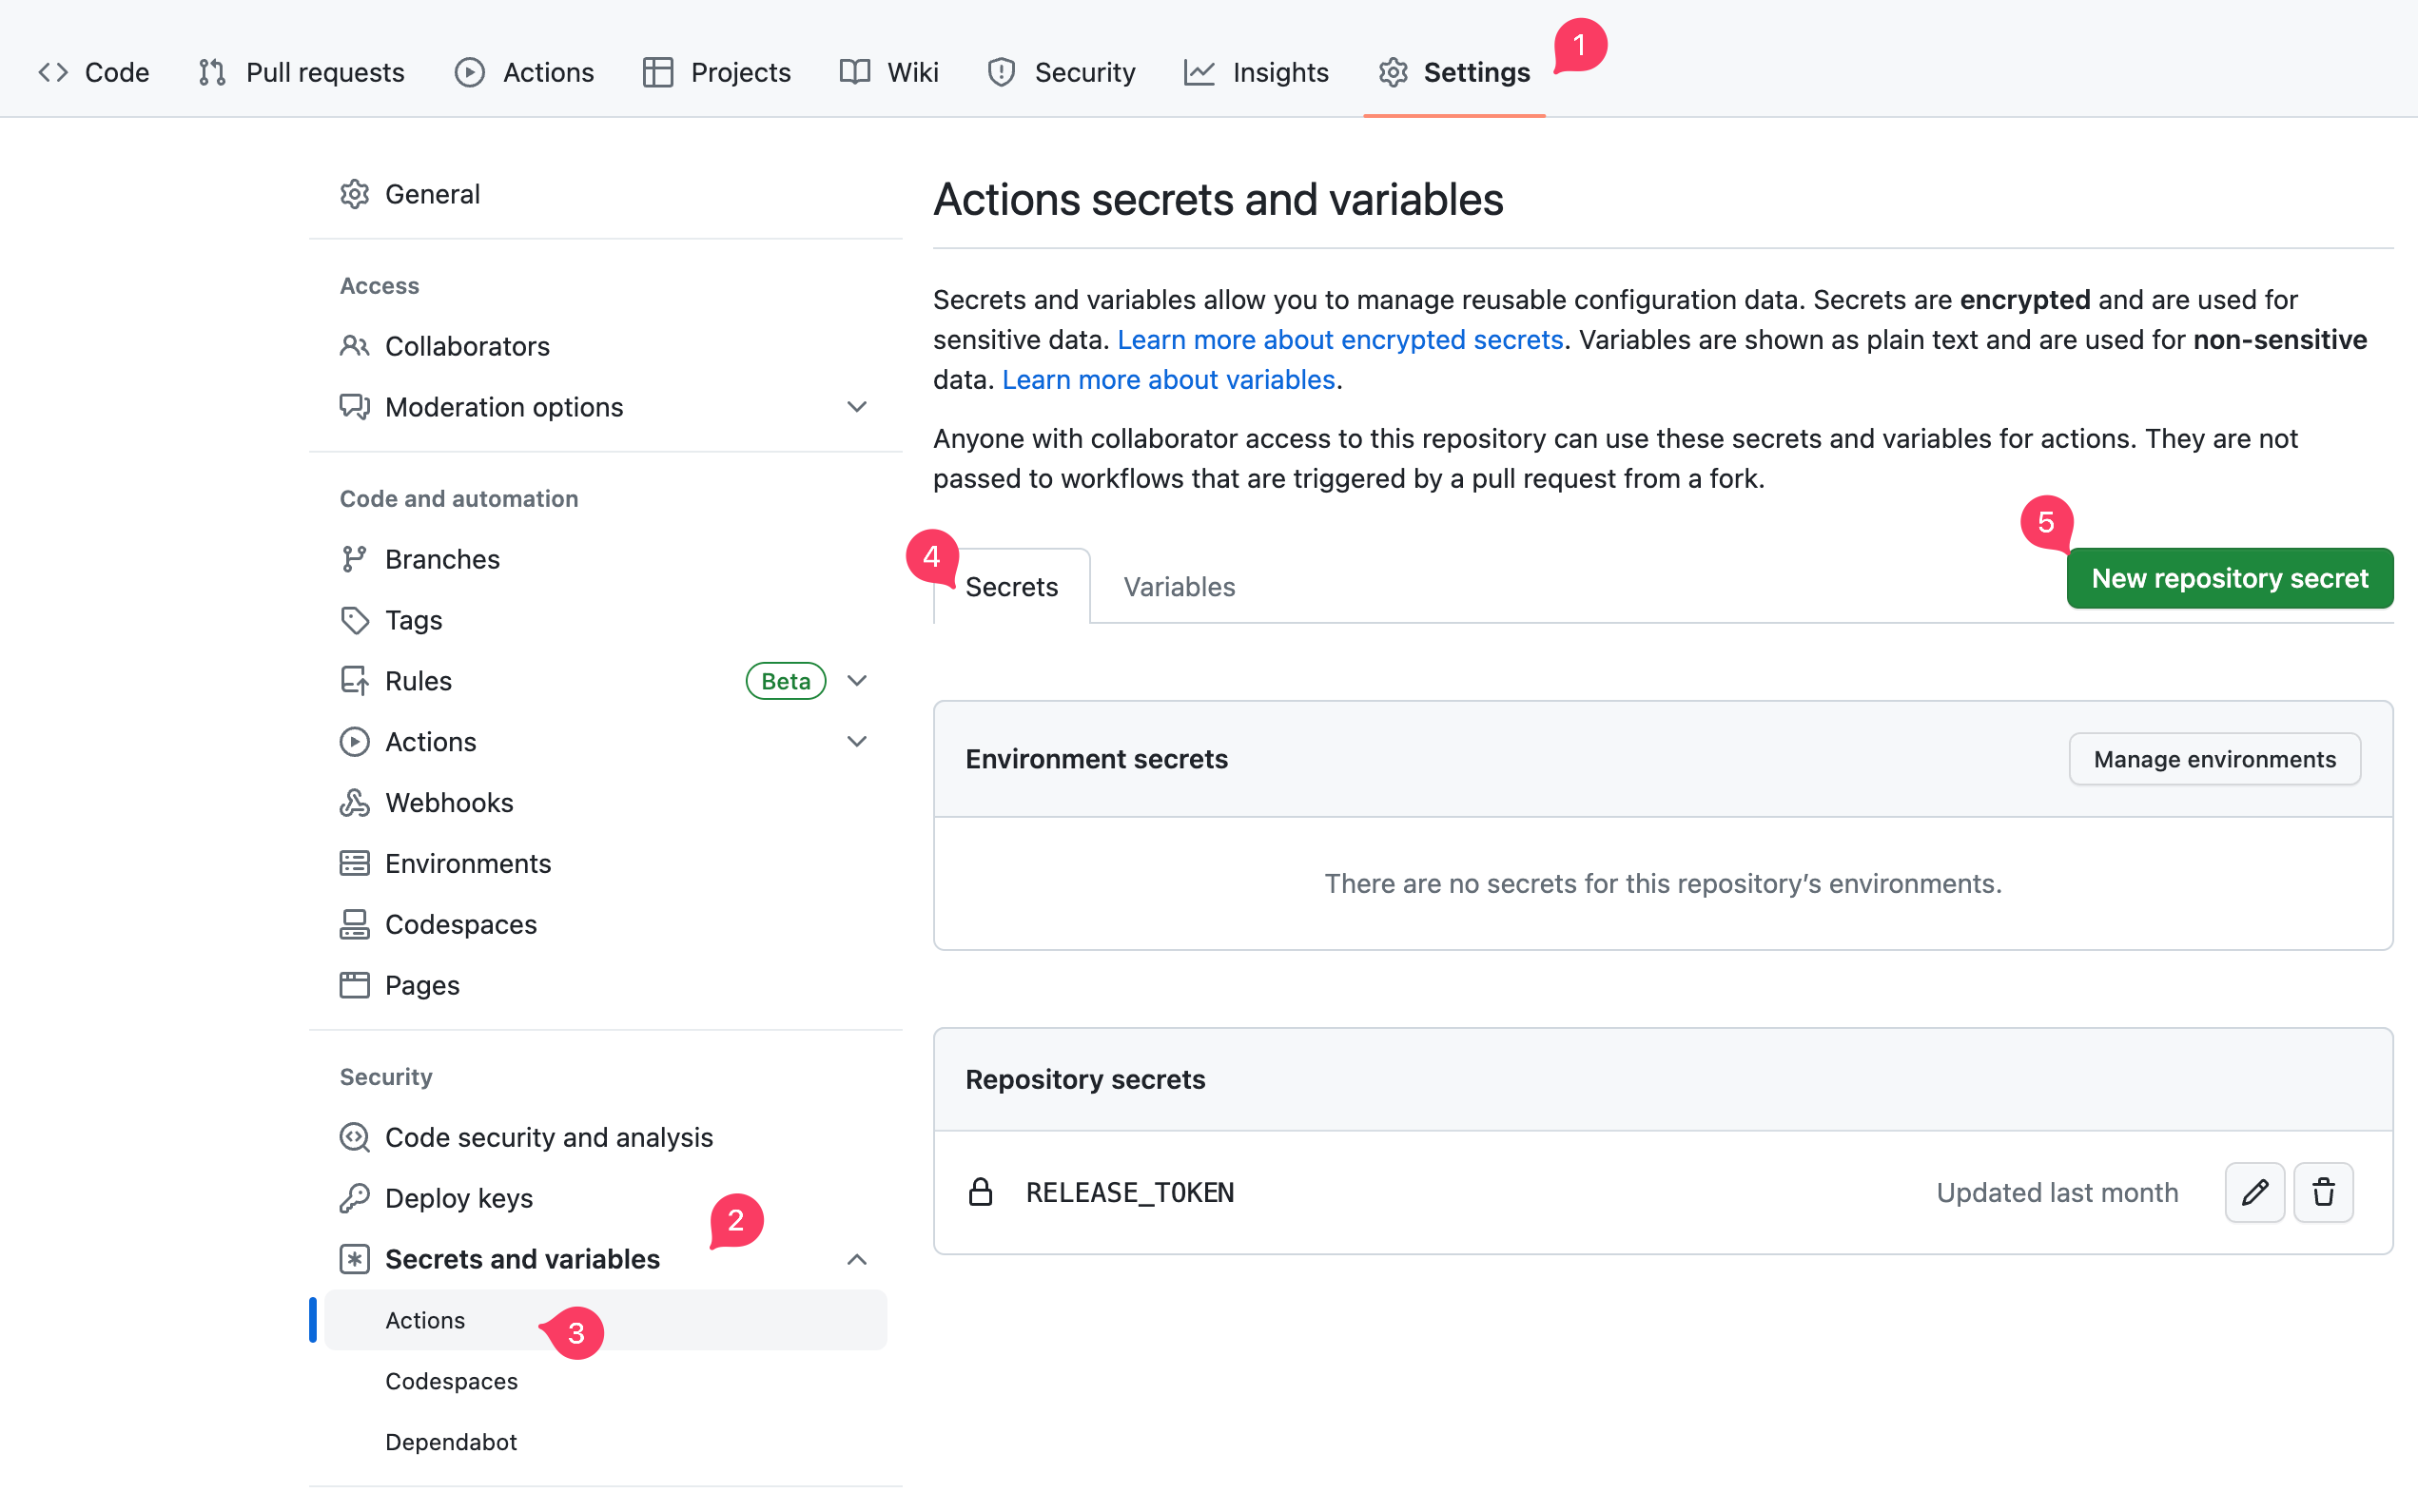 Code Pull requests Actions Projects Wiki Security Insights Settings 1
General
Access
Collaborators
Moderation options
Code and automation
Branches
Tags
Rules Beta
Actions
Webhooks
Environments
Codespaces
Pages
Security
Code security and analysis
Deploy keys
2
Secrets and variables
Actions 3
Codespaces
Dependabot
Actions secrets and variables
Secrets and variables allow you to manage reusable configuration data. Secrets are encrypted and are used for
sensitive data. Learn more about encrypted secrets. Variables are shown as plain text and are used for non-sensitive
data. Learn more about variables.
Anyone with collaborator access to this repository can use these secrets and variables for actions. They are not
passed to workflows that are triggered by a pull request from a fork.
4 5
Secrets Variables New repository secret
Environment secrets Manage environments
There are no secrets for this repository’s environments.
Repository secrets
RELEASE_TOKEN Updated last month